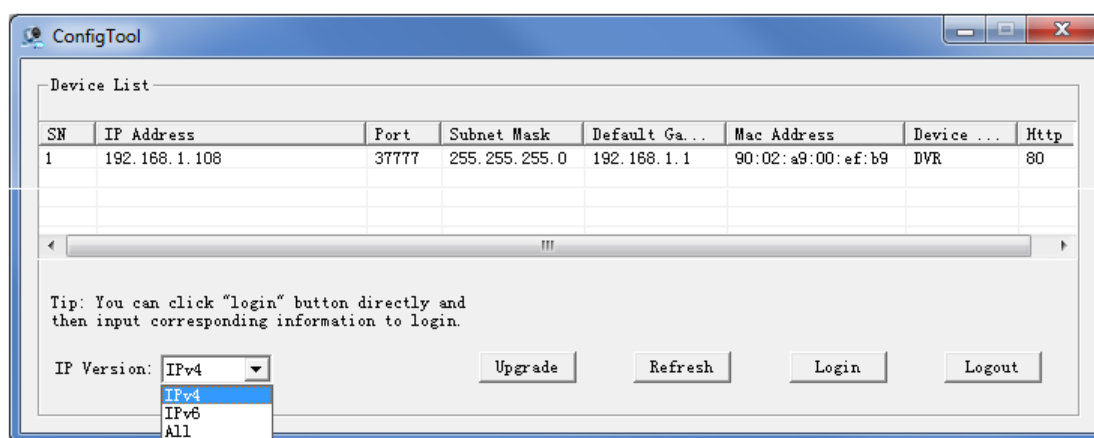 ConfigTool
Device List
SN IP Address Port Subnet Mask Default Ga... Mac Address Device ... Http
1 192.168.1.108 37777 255.255.255.0 192.168.1.1 90:02:a9:00:ef:b9 DVR 80
Tip: You can click "login" button directly and
then input corresponding information to login.
IP Version: IPv4 Upgrade Refresh Login Logout
IPv4
IPv6
All